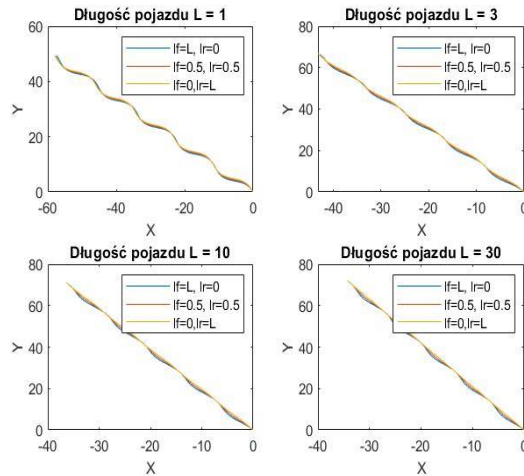 Długość pojazdu L = 1
60
40
20
0
Y
-60
-40
-20
0
X
lf=L, lr=0
lf=0.5, lr=0.5
lf=0,lr=L
Długość pojazdu L = 3
80
60
40
20
0
Y
-40
-30
-20
-10
0
X
lf=L, lr=0
lf=0.5, lr=0.5
lf=0,lr=L
Długość pojazdu L = 10
80
60
40
20
0
Y
-40
-30
-20
-10
0
X
lf=L, lr=0
lf=0.5, lr=0.5
lf=0,lr=L
Długość pojazdu L = 30
80
60
40
20
0
Y
-40
-30
-20
-10
0
X
lf=L, lr=0
lf=0.5, lr=0.5
lf=0,lr=L